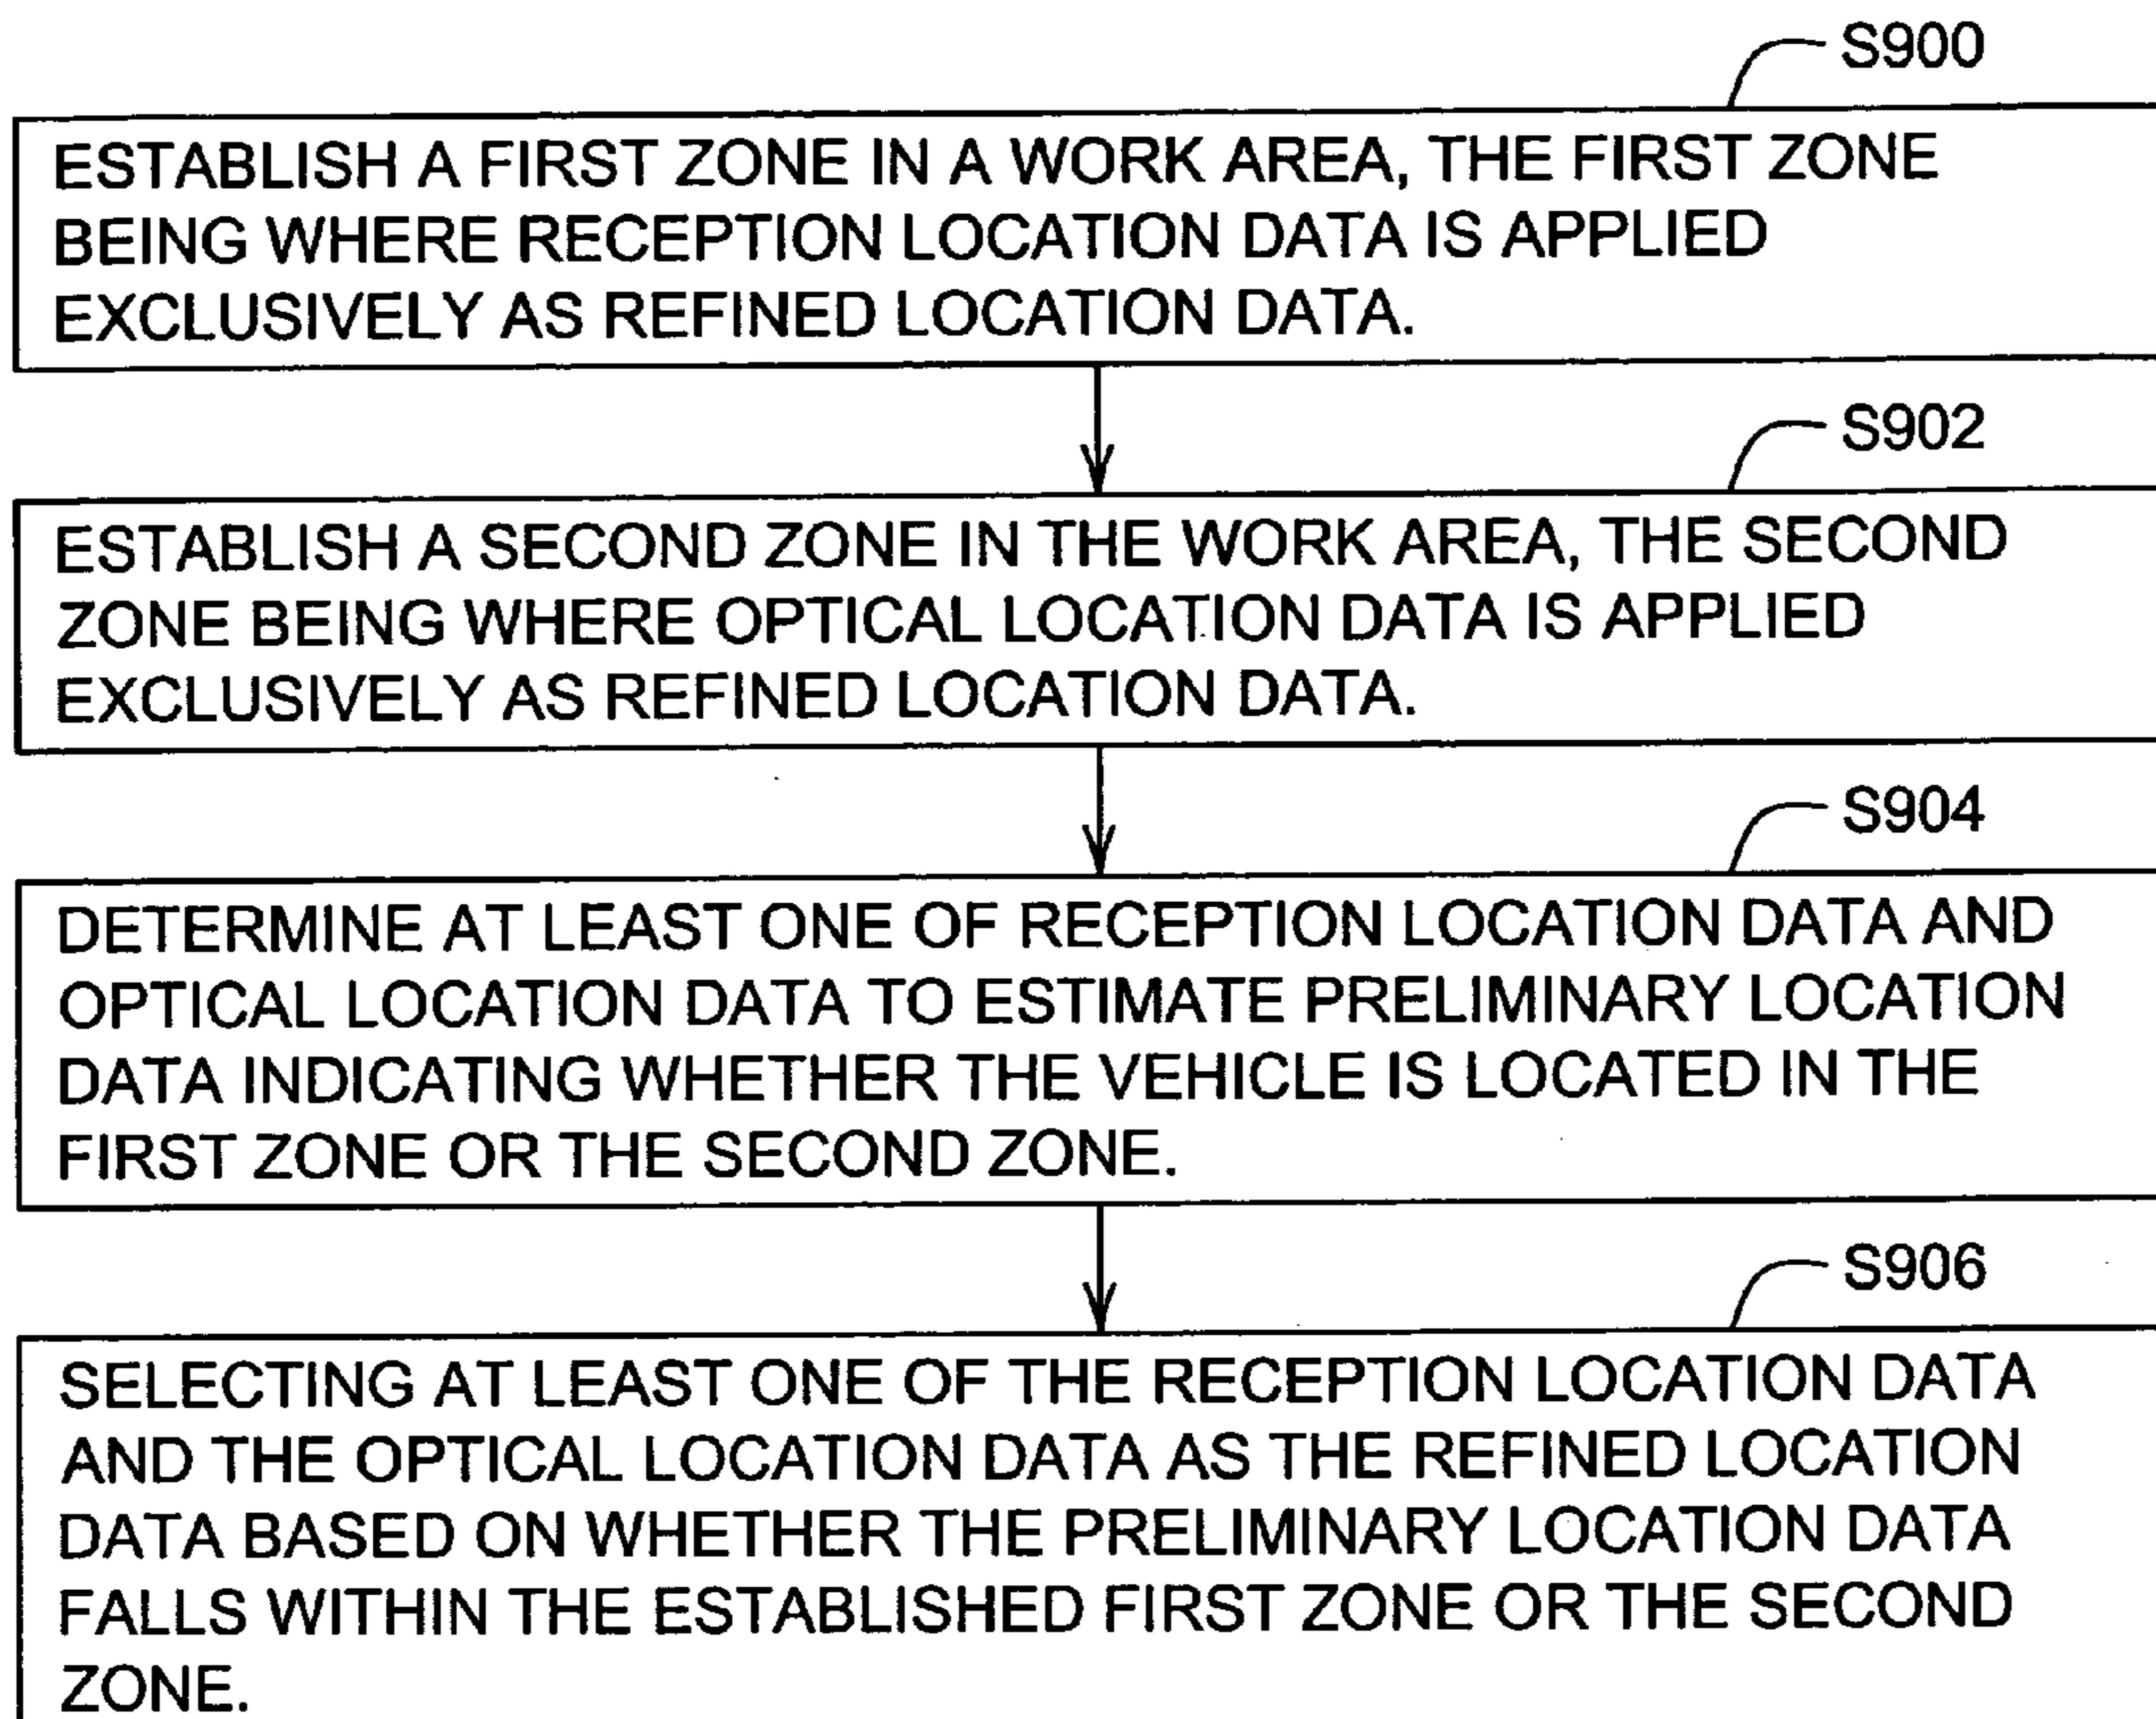 S900
ESTABLISH A FIRST ZONE IN A WORK AREA, THE FIRST ZONE
BEING WHERE RECEPTION LOCATION DATA IS APPLIED
EXCLUSIVELY AS REFINED LOCATION DATA.
S902
ESTABLISH A SECOND ZONE IN THE WORK AREA, THE SECOND
ZONE BEING WHERE OPTICAL LOCATION DATA IS APPLIED
EXCLUSIVELY AS REFINED LOCATION DATA.
S904
DETERMINE AT LEAST ONE OF RECEPTION LOCATION DATA AND
OPTICAL LOCATION DATA TO ESTIMATE PRELIMINARY LOCATION
DATA INDICATING WHETHER THE VEHICLE IS LOCATED IN THE
FIRST ZONE OR THE SECOND ZONE.
S906
SELECTING AT LEAST ONE OF THE RECEPTION LOCATION DATA
AND THE OPTICAL LOCATION DATA AS THE REFINED LOCATION
DATA BASED ON WHETHER THE PRELIMINARY LOCATION DATA
FALLS WITHIN THE ESTABLISHED FIRST ZONE OR THE SECOND
ZONE.